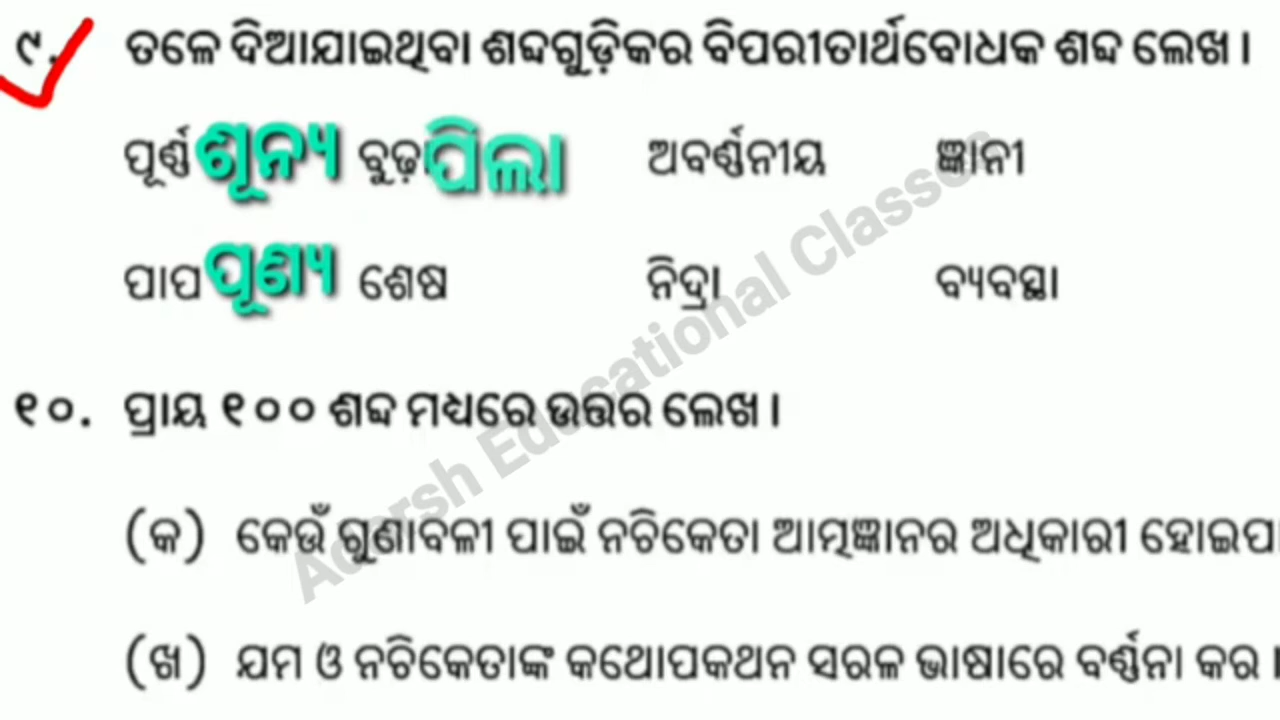 ୯. ତଳେ ଦିଆଯାଇଥିବା ଶବ୍ଦଗୁଡ଼ିକର ବିପରୀତାର୍ଥବୋଧକ ଶବ୍ଦ ଲେଖ ।
ପୂର୍ଣ୍ଣ ଶୂନ୍ୟ ବୁଢ଼ା ପିଲା ଅବର୍ଣ୍ଣନୀୟ ଜ୍ଞାନୀ
ପାପ ପୂଣ୍ୟ ଶେଷ ନିଦ୍ରା ବ୍ୟବସ୍ଥା
୧୦. ପ୍ରାୟ ୧୦୦ ଶବ୍ଦ ମଧ୍ୟରେ ଉତ୍ତର ଲେଖ ।
(କ) କେଉଁ ଗୁଣାବଳୀ ପାଇଁ ନଚିକେତା ଆତ୍ମଜ୍ଞାନର ଅଧିକାରୀ ହୋଇପା
(ଖ) ଯମ ଓ ନଚିକେତାଙ୍କ କଥୋପକଥନ ସରଳ ଭାଷାରେ ବର୍ଣ୍ଣନା କର ।
Adarsh Educational Classes